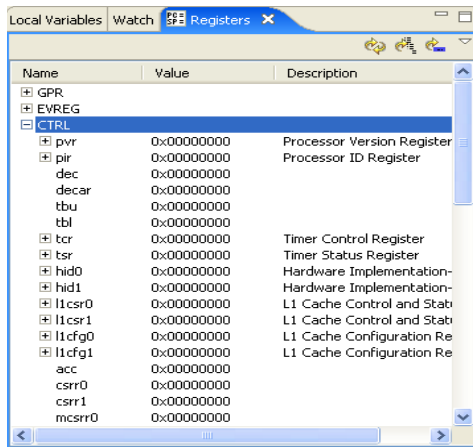 Local Variables Watch Registers
Name Value Description
GPR
EVREG
CTRL
pvr 0x00000000 Processor Version Register
pir 0x00000000 Processor ID Register
dec 0x00000000
decar 0x00000000
tbu 0x00000000
tbl 0x00000000
tcr 0x00000000 Timer Control Register
tsr 0x00000000 Timer Status Register
hid0 0x00000000 Hardware Implementation-
hid1 0x00000000 Hardware Implementation-
l1csr0 0x00000000 L1 Cache Control and Statu
l1csr1 0x00000000 L1 Cache Control and Statu
l1cfg0 0x00000000 L1 Cache Configuration Re
l1cfg1 0x00000000 L1 Cache Configuration Re
acc 0x00000000
csrr0 0x00000000
csrr1 0x00000000
mcsrr0 0x00000000